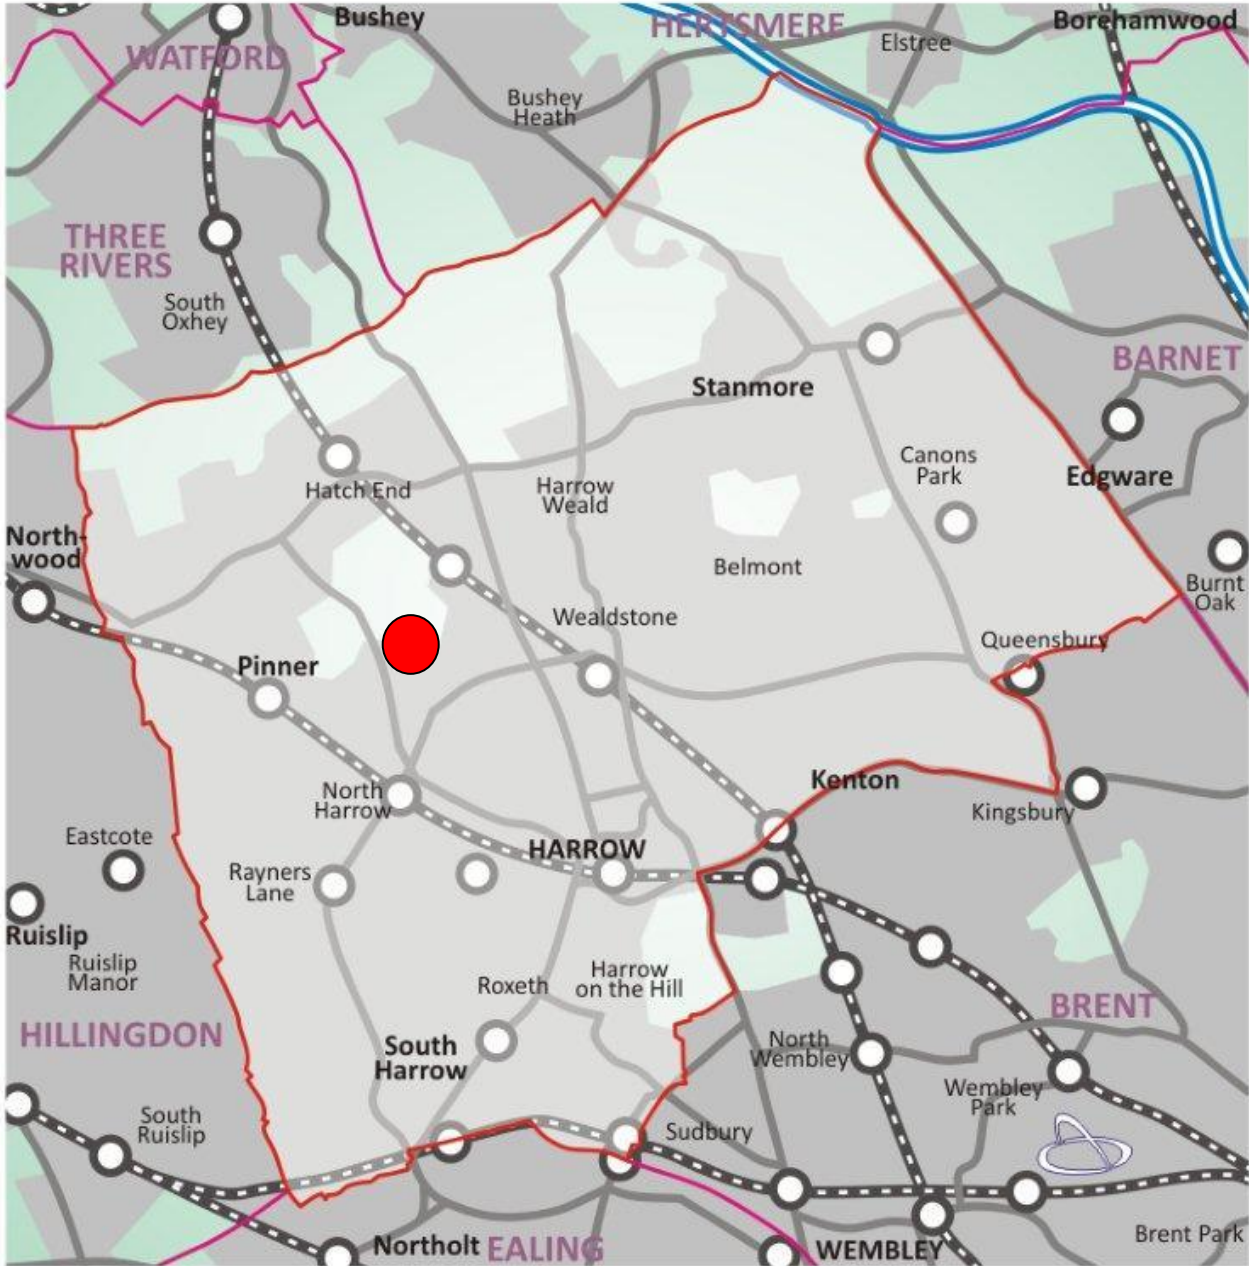 Bushey
HERTSMERE
Borehamwood
WATFORD
Elstree
Bushey
Heath
THREE
RIVERS
South
Oxhey
BARNET
Stanmore
Canons
Park
Edgware
Hatch End
Harrow
Weald
North-
wood
Belmont
Burnt
Oak
Wealdstone
Queensbury
Pinner
Kenton
North
Harrow
Kingsbury
Eastcote
HARROW
Rayners
Lane
Ruislip
Ruislip
Manor
Harrow
on the Hill
Roxeth
BRENT
HILLINGDON
South
Harrow
North
Wembley
Wembley
Park
South
Ruislip
Sudbury
Brent Park
Northolt
EALING
WEMBLEY